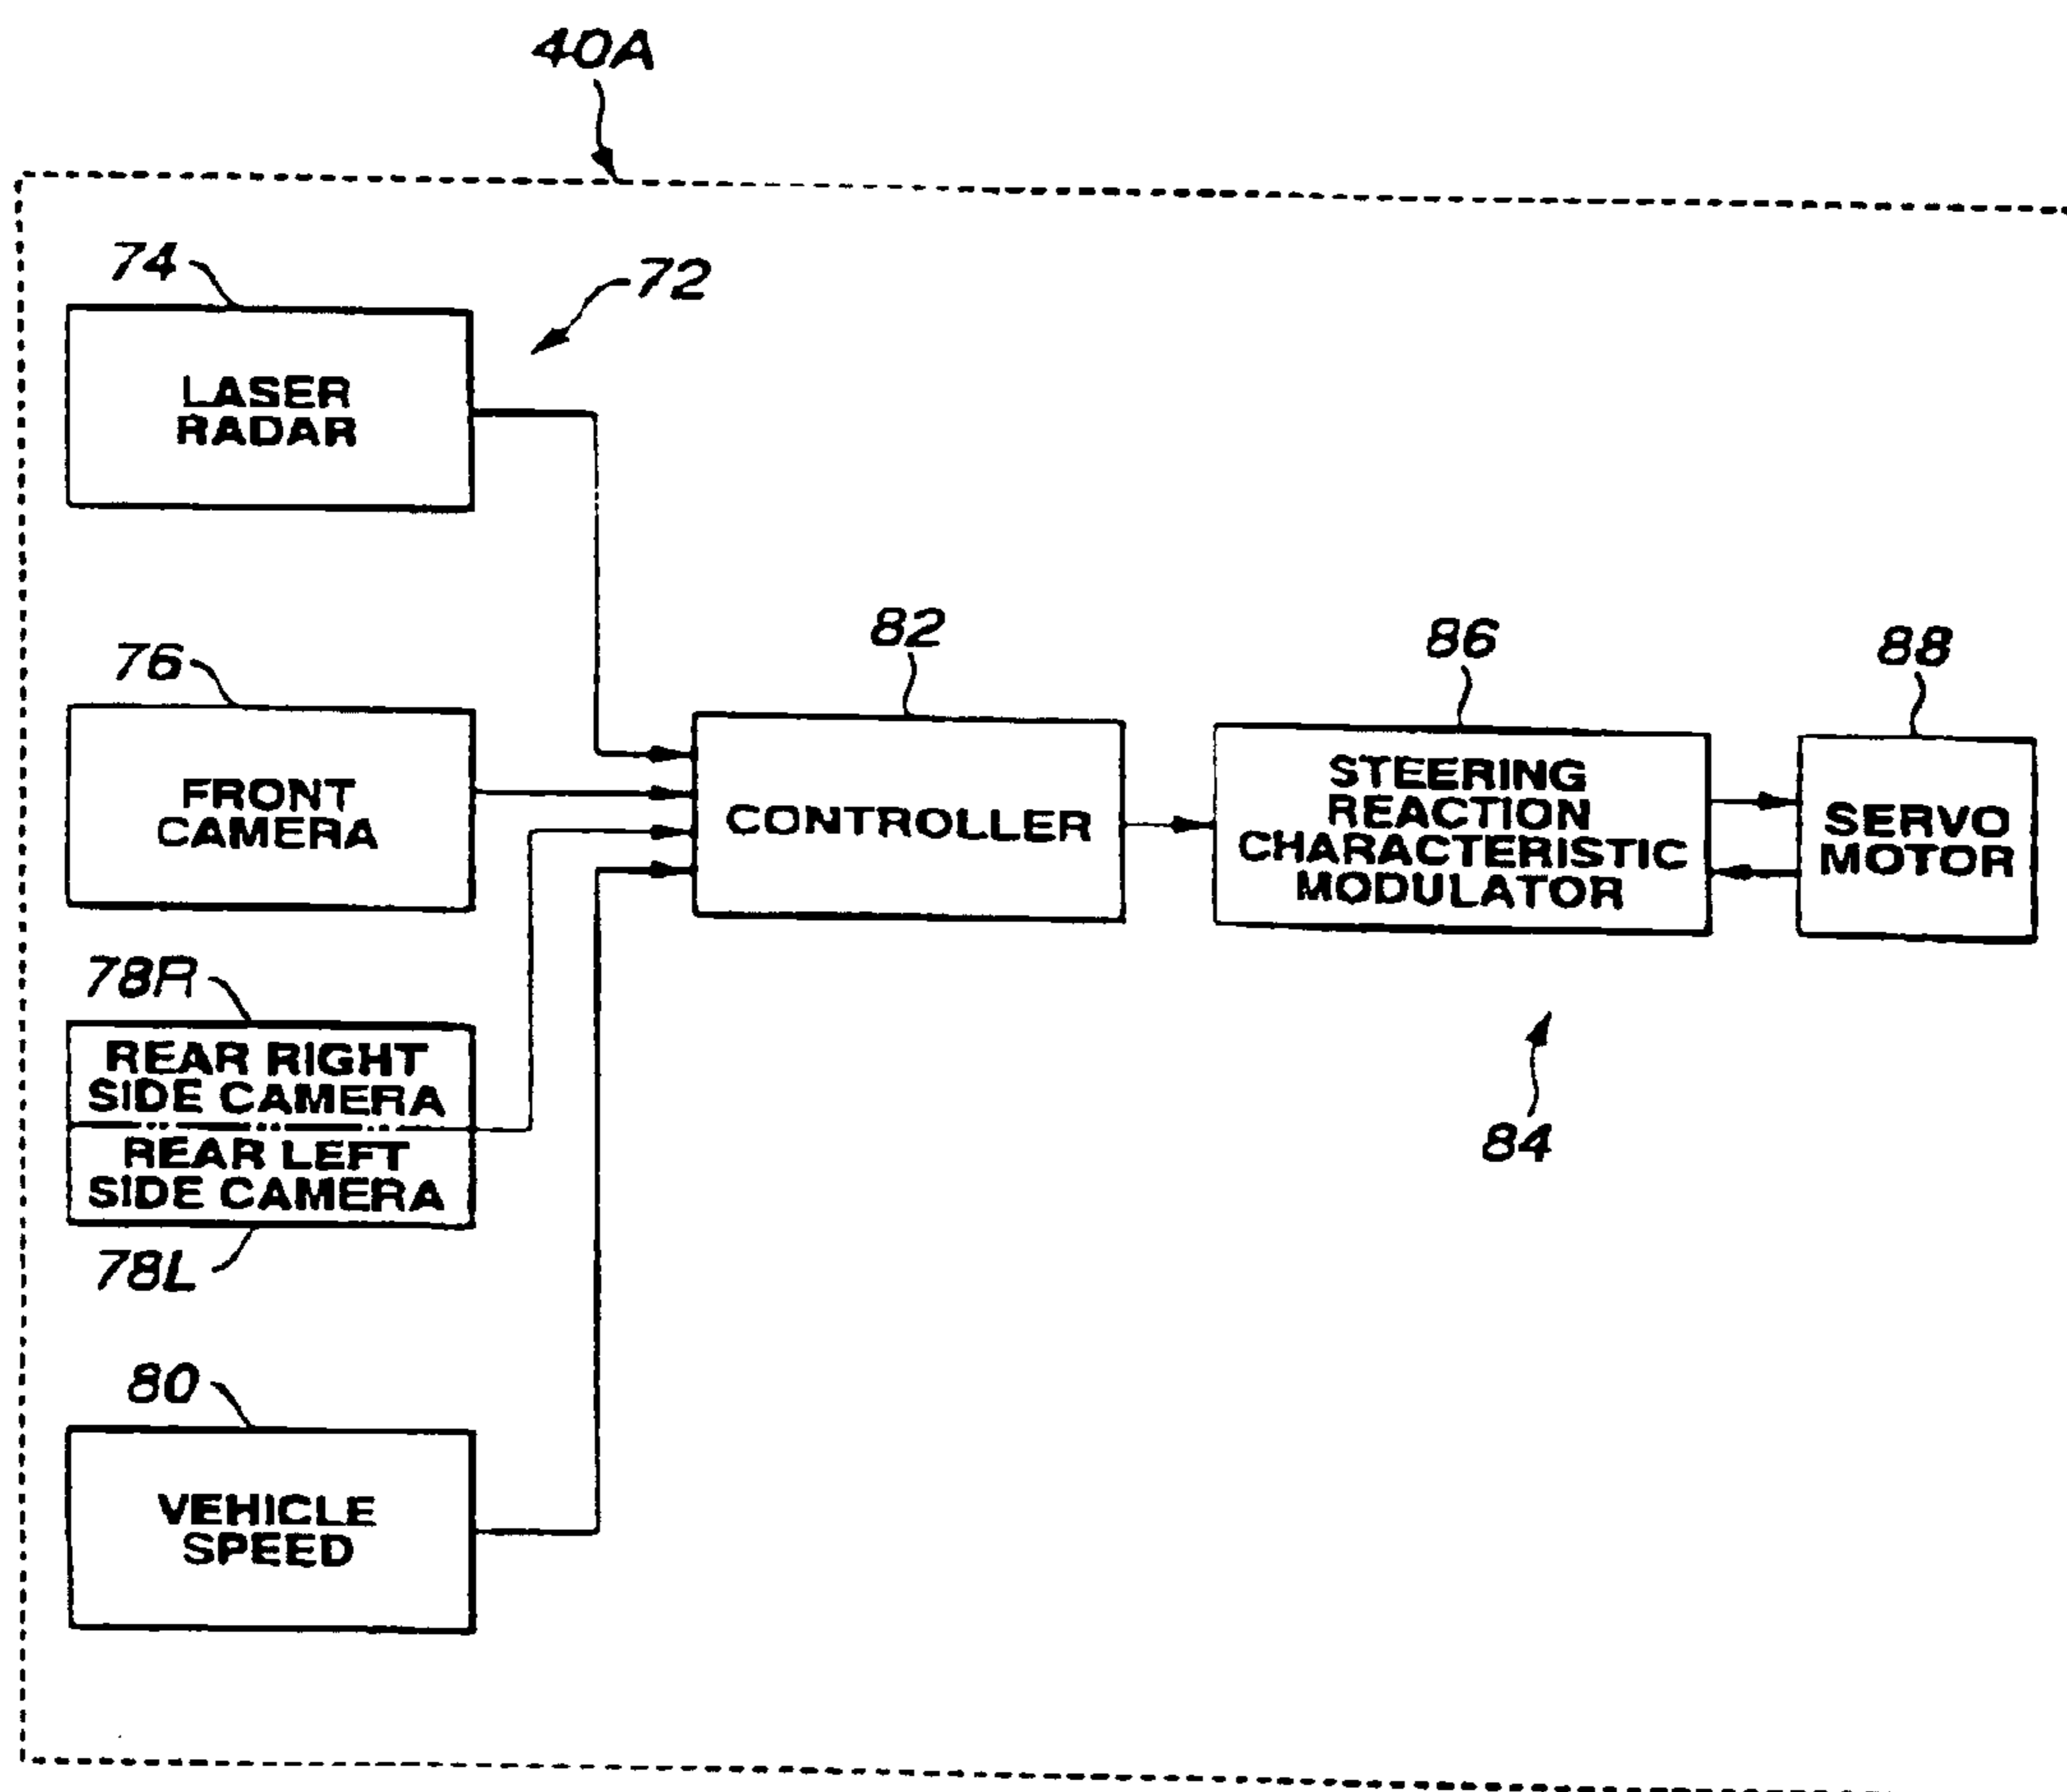 40A
74
72
LASER
RADAR
76
FRONT
CAMERA
82
CONTROLLER
86
STEERING
REACTION
CHARACTERISTIC
MODULATOR
88
SERVO
MOTOR
84
78R
REAR RIGHT
SIDE CAMERA
REAR LEFT
SIDE CAMERA
78L
80
VEHICLE
SPEED